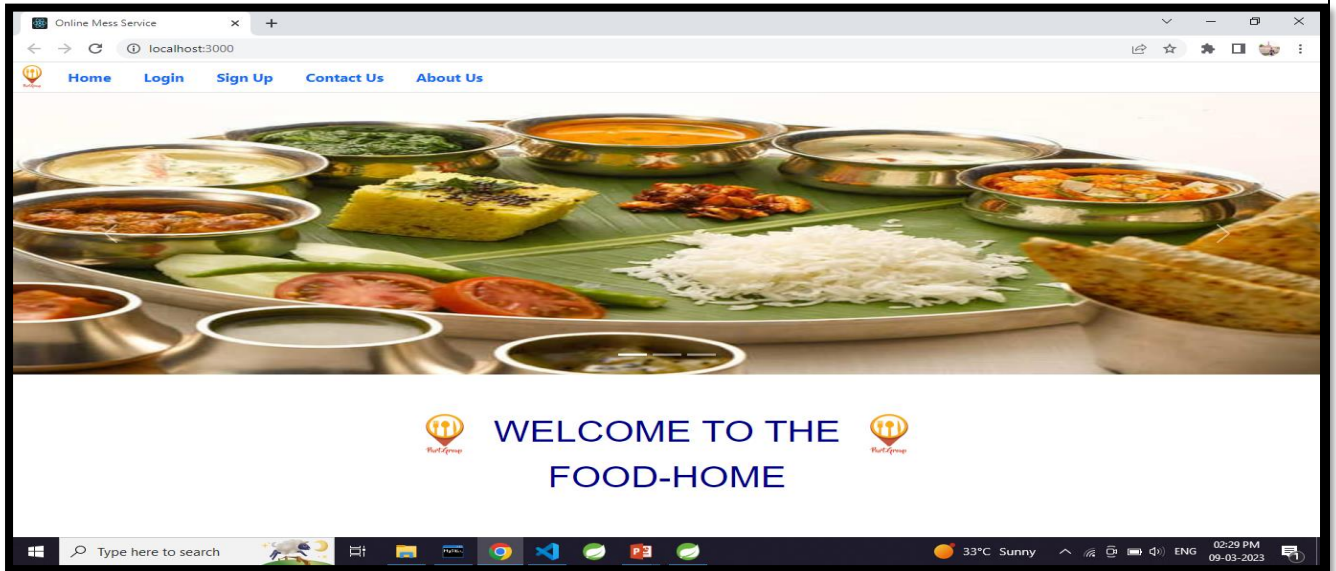 Online Mess Service
localhost:3000
Home Login Sign Up Contact Us About Us
WELCOME TO THE
FOOD-HOME
Type here to search
33°C Sunny
ENG
02:29 PM
09-03-2023